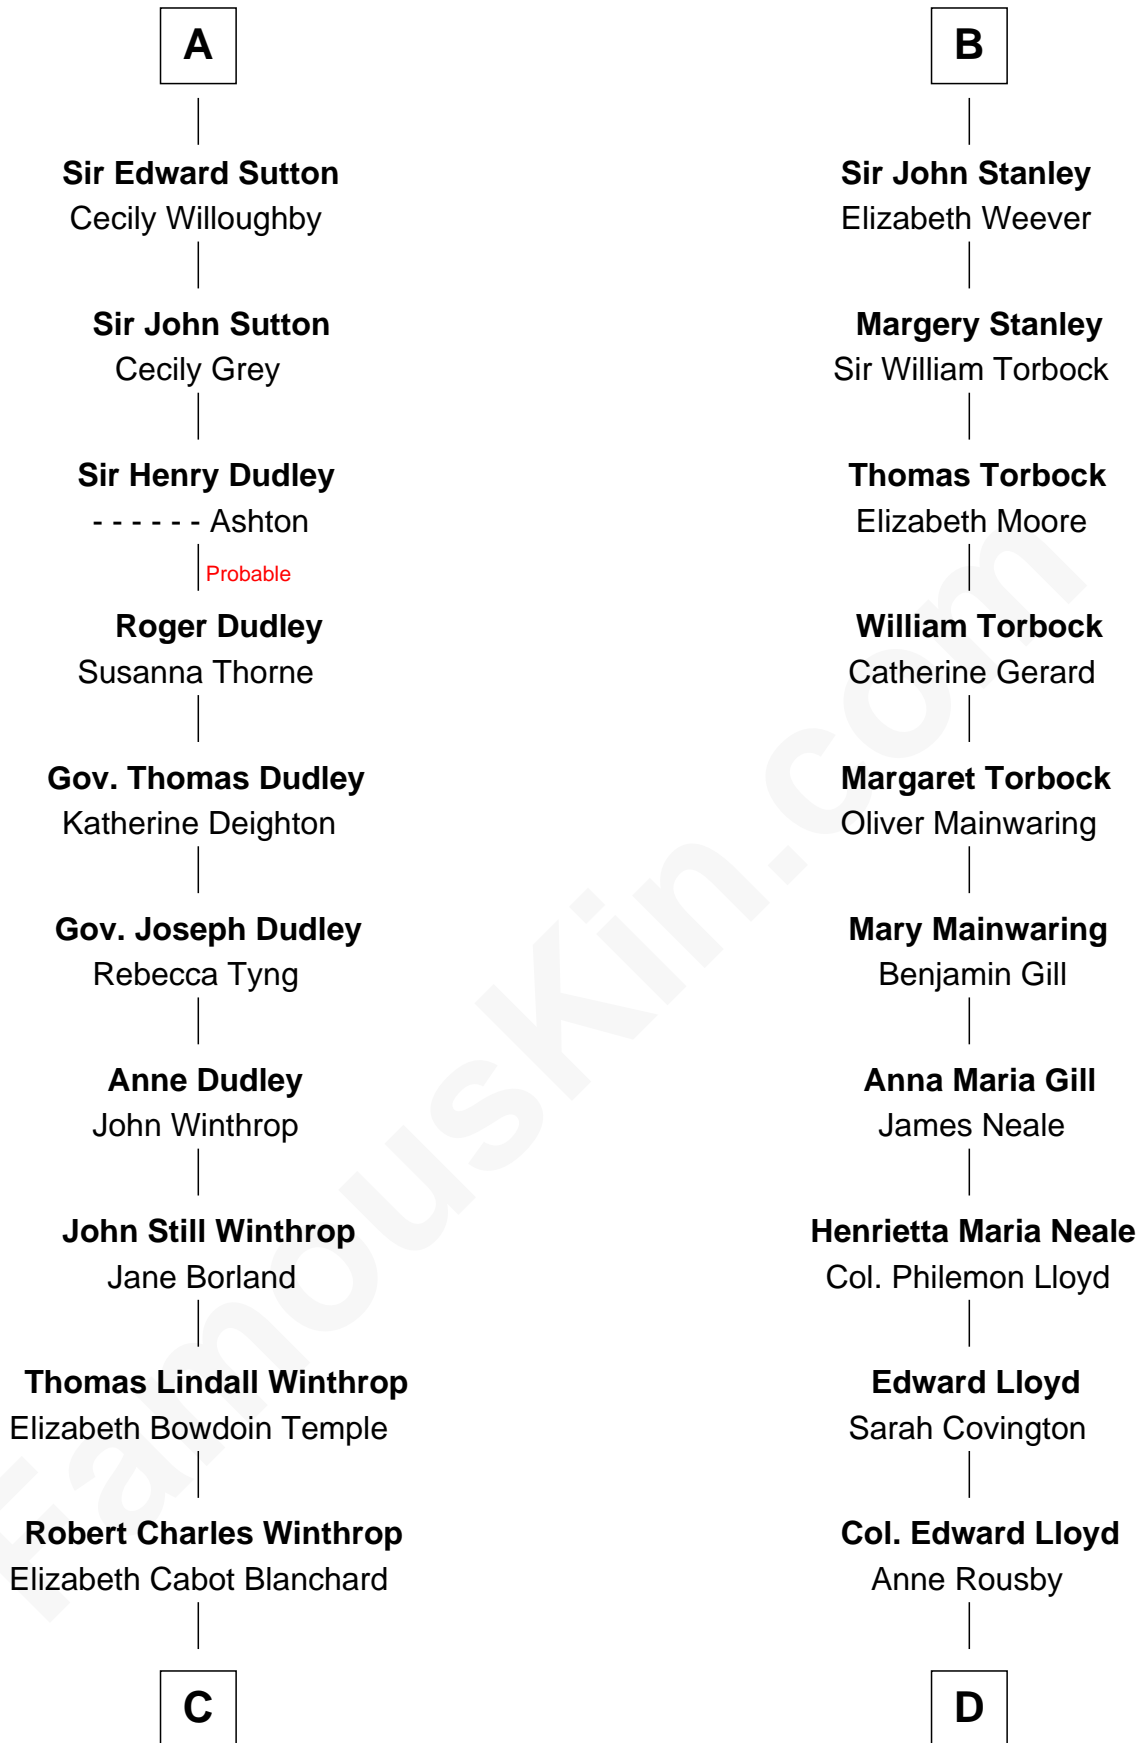 A
Sir Edward Sutton
Cecily Willoughby
Sir John Sutton
Cecily Grey
Sir Henry Dudley
- - - - - - Ashton
Probable
Roger Dudley
Susanna Thorne
Gov. Thomas Dudley
Katherine Deighton
Gov. Joseph Dudley
Rebecca Tyng
Anne Dudley
John Winthrop
John Still Winthrop
Jane Borland
Thomas Lindall Winthrop
Elizabeth Bowdoin Temple
Robert Charles Winthrop
Elizabeth Cabot Blanchard
C
B
Sir John Stanley
Elizabeth Weever
Margery Stanley
Sir William Torbock
Thomas Torbock
Elizabeth Moore
William Torbock
Catherine Gerard
Margaret Torbock
Oliver Mainwaring
Mary Mainwaring
Benjamin Gill
Anna Maria Gill
James Neale
Henrietta Maria Neale
Col. Philemon Lloyd
Edward Lloyd
Sarah Covington
Col. Edward Lloyd
Anne Rousby
D
FamousKin.com